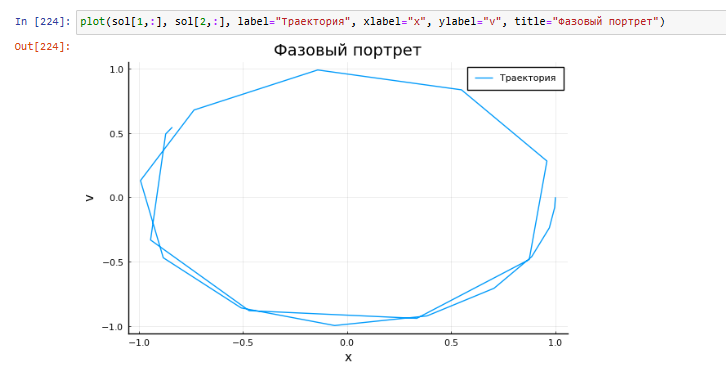 In [224]: plot(sol[1,:], sol[2,:], label="Траектория", xlabel="x", ylabel="v", title="Фазовый портрет")
Out[224]:
Фазовый портрет
Траектория
1.0
0.5
0.0
−0.5
−1.0
v
−1.0 −0.5 0.0 0.5 1.0
x